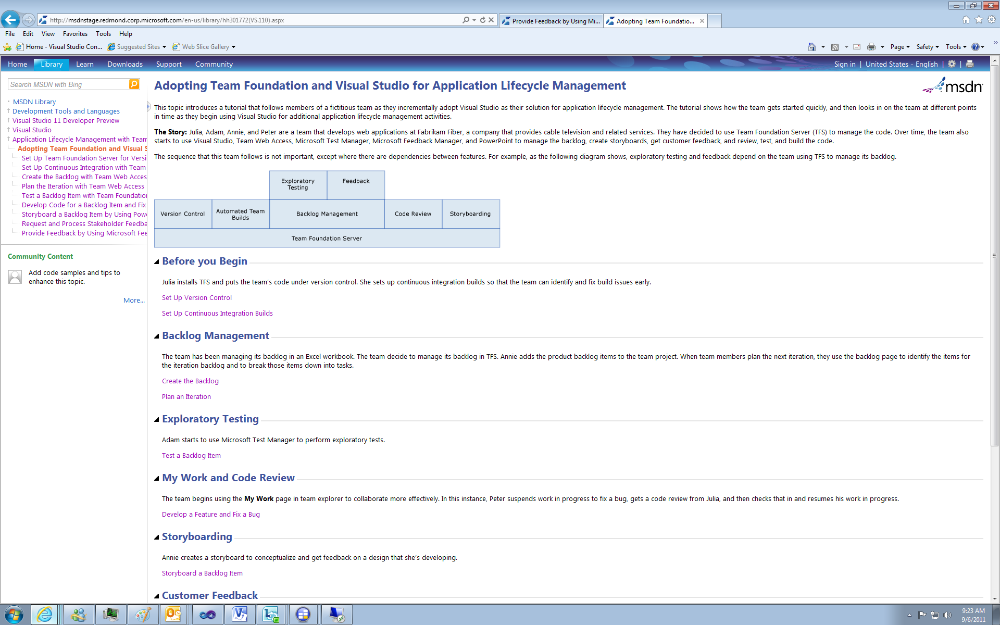 http://msdnstage.redmond.corp.microsoft.com/en-us/library/hh301772(VS.110).aspx
Provide Feedback by Using Mi...
Adopting Team Foundatio...
File Edit View Favorites Tools Help
Home - Visual Studio Con... Suggested Sites Web Slice Gallery
Page Safety Tools
Home Library Learn Downloads Support Community
Sign in | United States - English |
Search MSDN with Bing
MSDN Library
Development Tools and Languages
Visual Studio 11 Developer Preview
Visual Studio
Application Lifecycle Management with Team
Adopting Team Foundation and Visual S
Set Up Team Foundation Server for Versi
Set Up Continuous Integration with Team
Create the Backlog with Team Web Acces
Plan the Iteration with Team Web Access
Test a Backlog Item with Team Foundation
Develop Code for a Backlog Item and Fix
Storyboard a Backlog Item by Using Pow
Request and Process Stakeholder Feedba
Provide Feedback by Using Microsoft Fee
Community Content
Add code samples and tips to
enhance this topic.
More...
msdn
Adopting Team Foundation and Visual Studio for Application Lifecycle Management
This topic introduces a tutorial that follows members of a fictitious team as they incrementally adopt Visual Studio as their solution for application lifecycle management. The tutorial shows how the team gets started quickly, and then looks in on the team at different points
in time as they begin using Visual Studio for additional application lifecycle management activities.
The Story: Julia, Adam, Annie, and Peter are a team that develops web applications at Fabrikam Fiber, a company that provides cable television and related services. They have decided to use Team Foundation Server (TFS) to manage the code. Over time, the team also
starts to use Visual Studio, Team Web Access, Microsoft Test Manager, Microsoft Feedback Manager, and PowerPoint to manage the backlog, create storyboards, get customer feedback, and review, test, and build the code.
The sequence that this team follows is not important, except where there are dependencies between features. For example, as the following diagram shows, exploratory testing and feedback depend on the team using TFS to manage its backlog.
Exploratory
Testing
Feedback
Version Control
Automated Team
Builds
Backlog Management
Code Review
Storyboarding
Team Foundation Server
Before you Begin
Julia installs TFS and puts the team's code under version control. She sets up continuous integration builds so that the team can identify and fix build issues early.
Set Up Version Control
Set Up Continuous Integration Builds
Backlog Management
The team has been managing its backlog in an Excel workbook. The team decide to manage its backlog in TFS. Annie adds the product backlog items to the team project. When team members plan the next iteration, they use the backlog page to identify the items for
the iteration backlog and to break those items down into tasks.
Create the Backlog
Plan an Iteration
Exploratory Testing
Adam starts to use Microsoft Test Manager to perform exploratory tests.
Test a Backlog Item
My Work and Code Review
The team begins using the My Work page in team explorer to collaborate more effectively. In this instance, Peter suspends work in progress to fix a bug, gets a code review from Julia, and then checks that in and resumes his work in progress.
Develop a Feature and Fix a Bug
Storyboarding
Annie creates a storyboard to conceptualize and get feedback on a design that she's developing.
Storyboard a Backlog Item
Customer Feedback
9:23 AM
9/6/2011